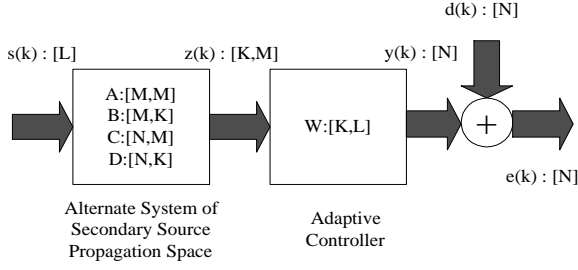 d(k) : [N]
s(k) : [L]
z(k) : [K,M]
y(k) : [N]
A:[M,M]
B:[M,K]
C:[N,M]
D:[N,K]
W:[K,L]
+
e(k) : [N]
Alternate System of
Secondary Source
Propagation Space
Adaptive
Controller